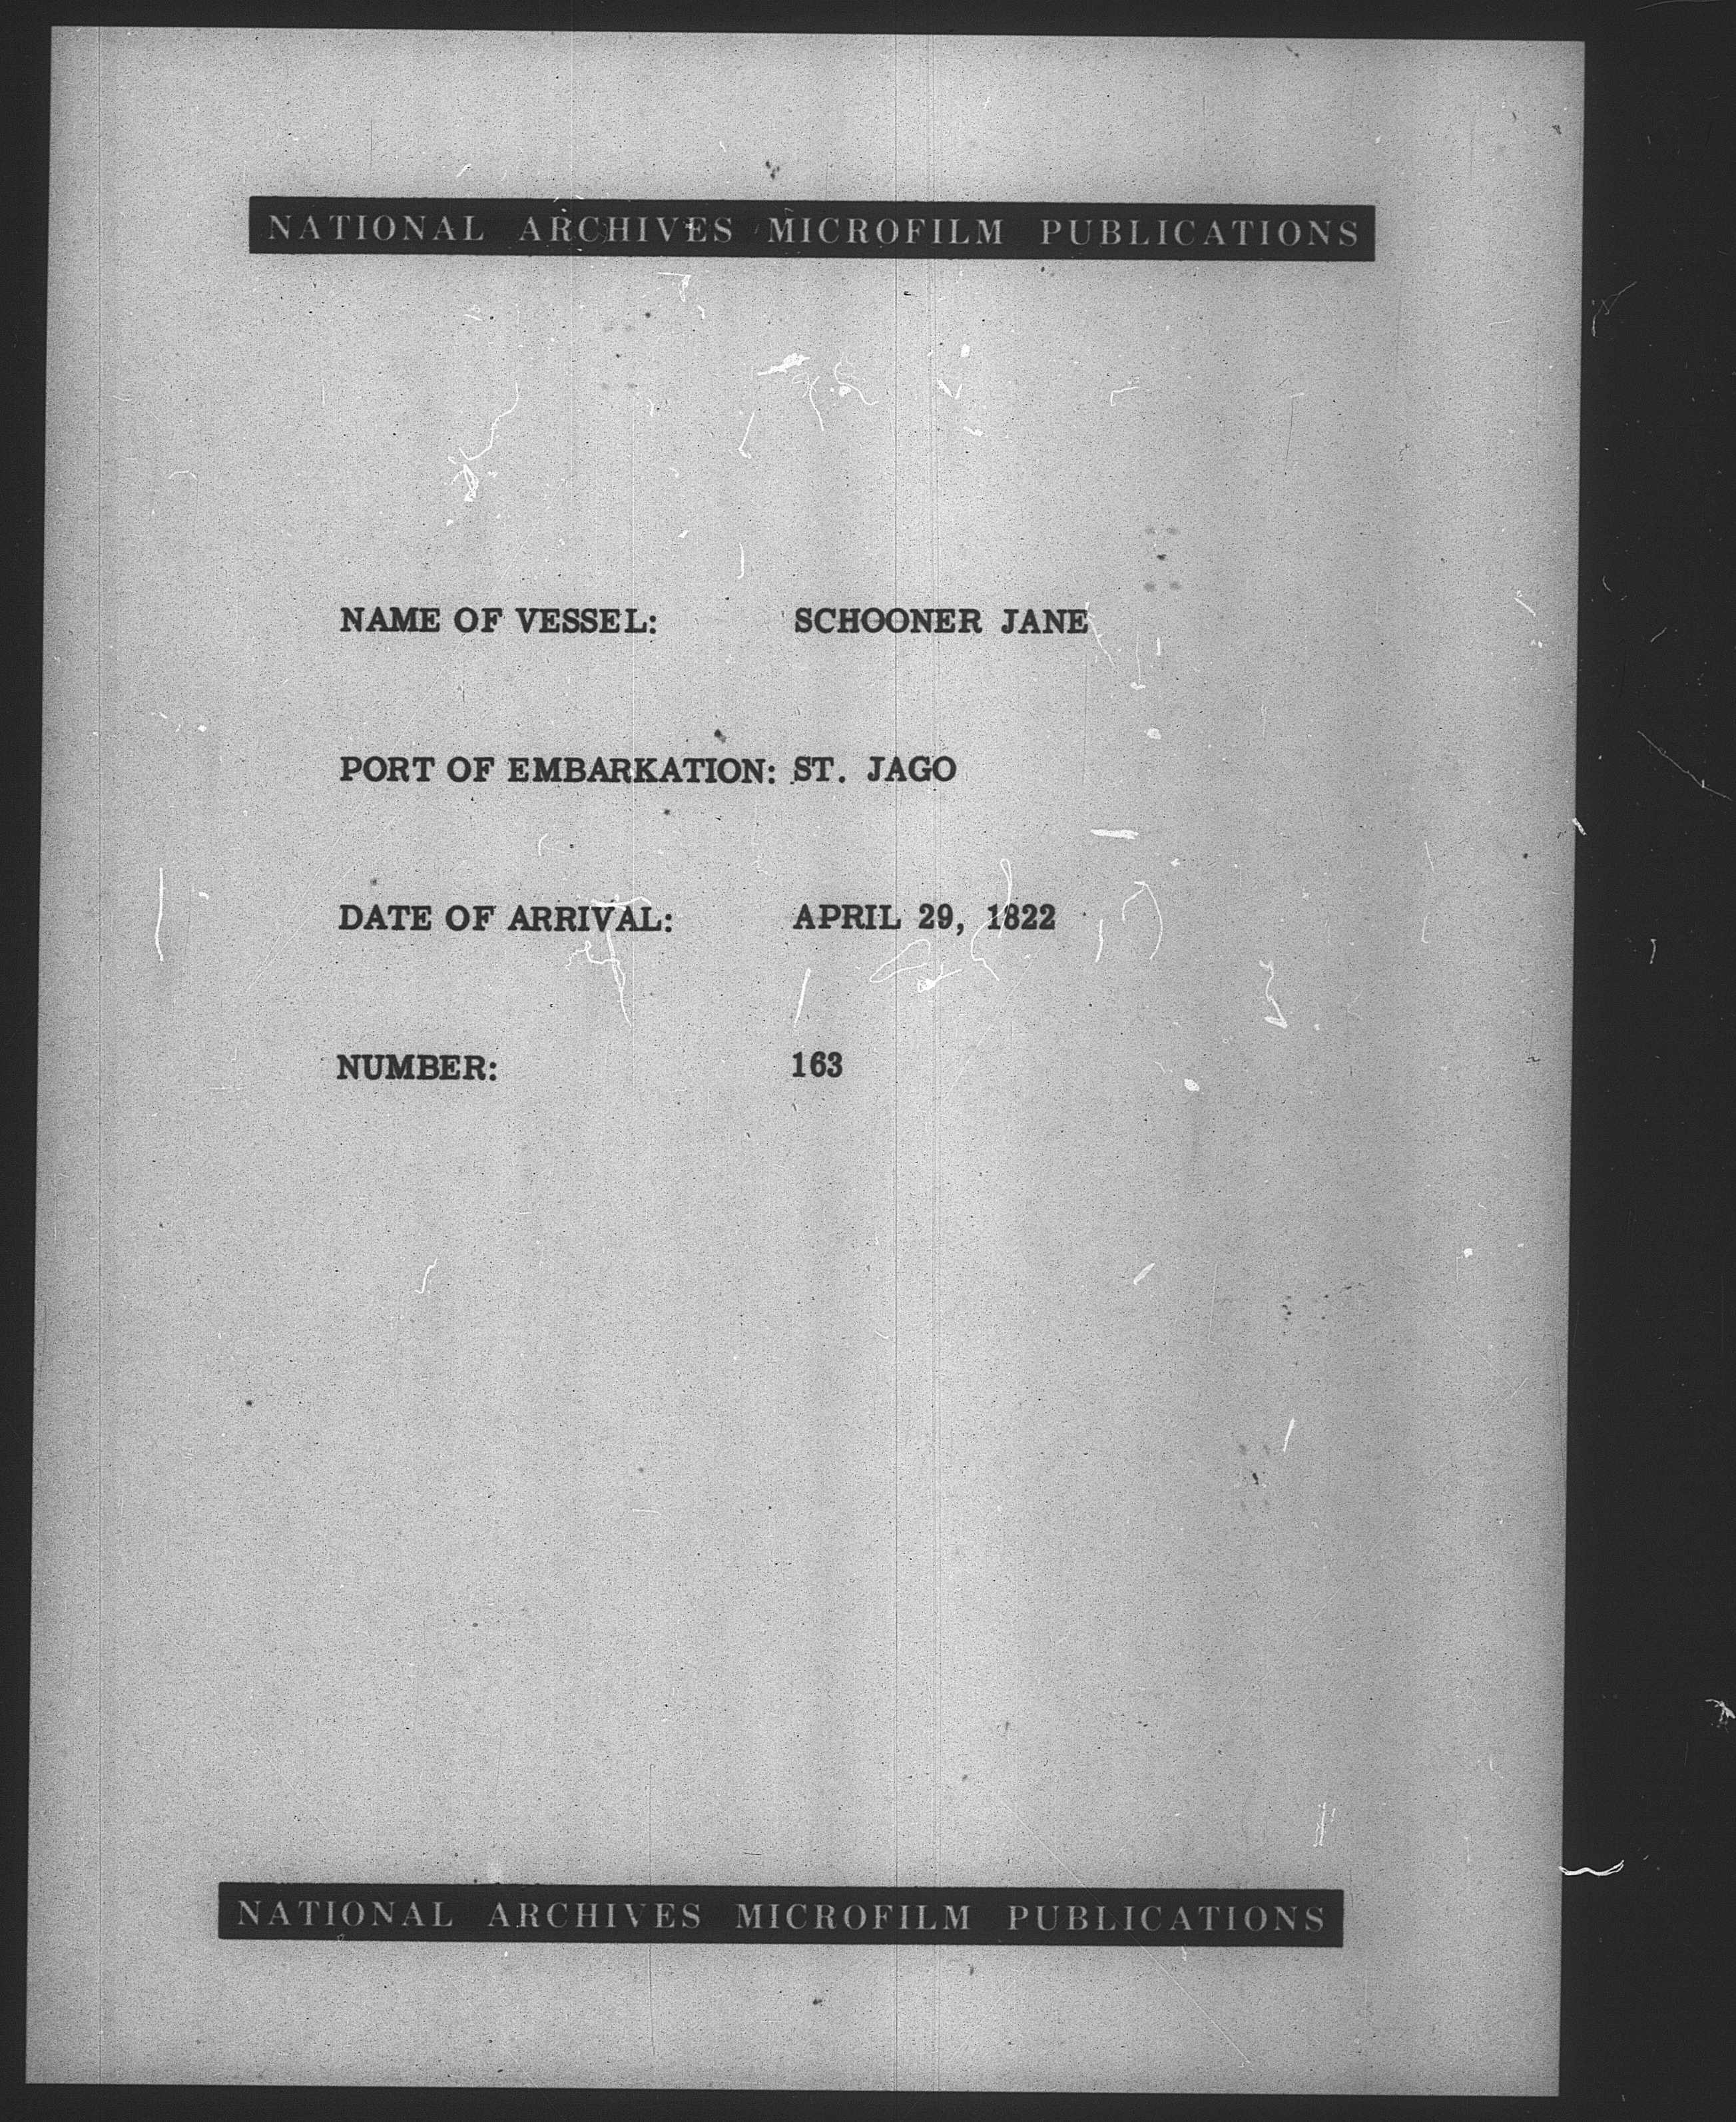 NATIONAL ARCHIVES MICROFILM PUBLICATIONS
NAME OF VESSEL: SCHOONER JANE
PORT OF EMBARKATION: ST. JAGO
DATE OF ARRIVAL: APRIL 29, 1822
NUMBER: 163
NATIONAL ARCHIVES MICROFILM PUBLICATIONS